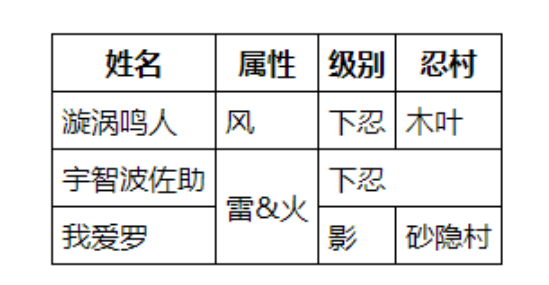 姓名 属性 级别 忍村
漩涡鸣人 风 下忍 木叶
宇智波佐助 雷&火 下忍
我爱罗 影 砂隐村